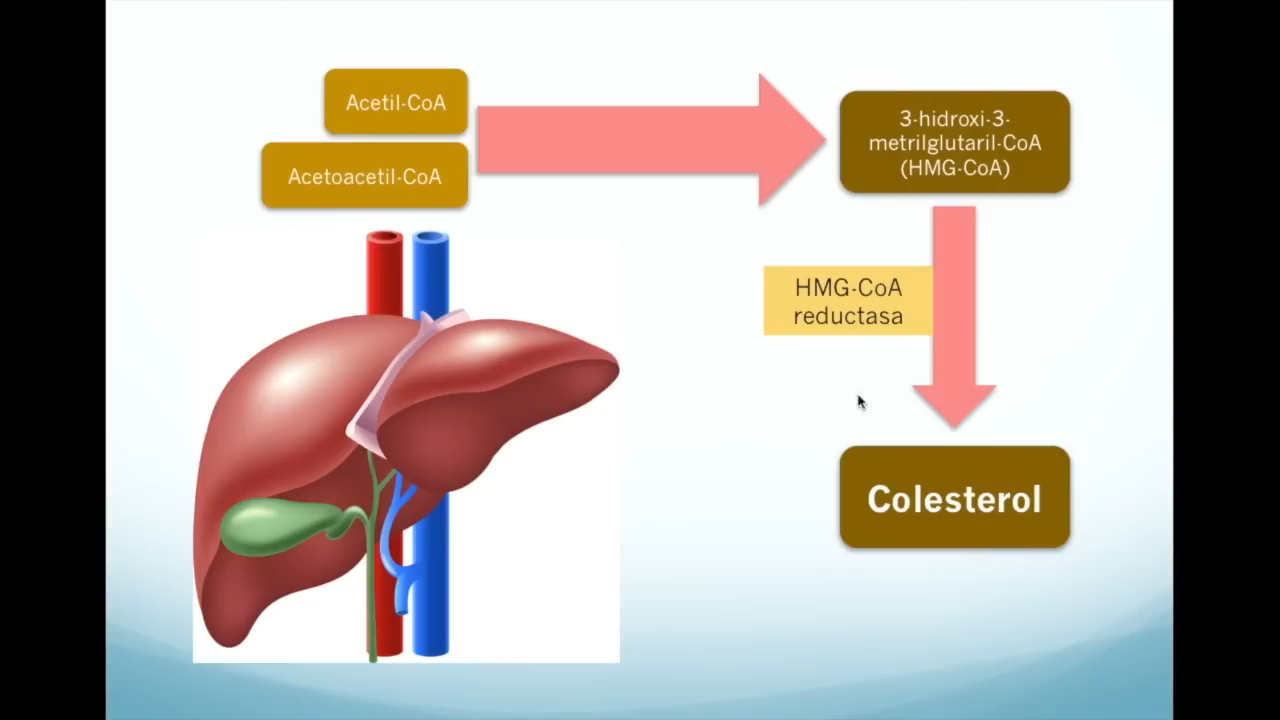 Acetil-CoA
Acetoacetil-CoA
3-hidroxi-3-
metrilglutaril-CoA
(HMG-CoA)
HMG-CoA
reductasa
Colesterol